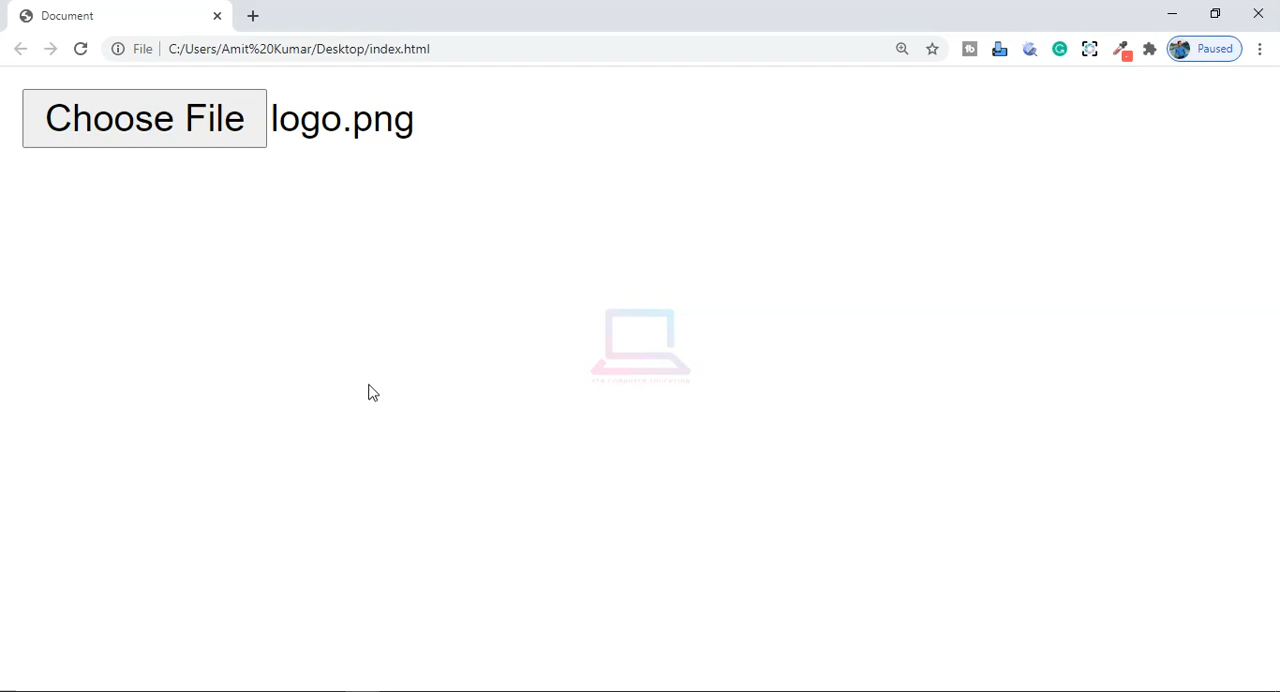 Document
File
C:/Users/Amit%20Kumar/Desktop/index.html
Paused
Choose File logo.png